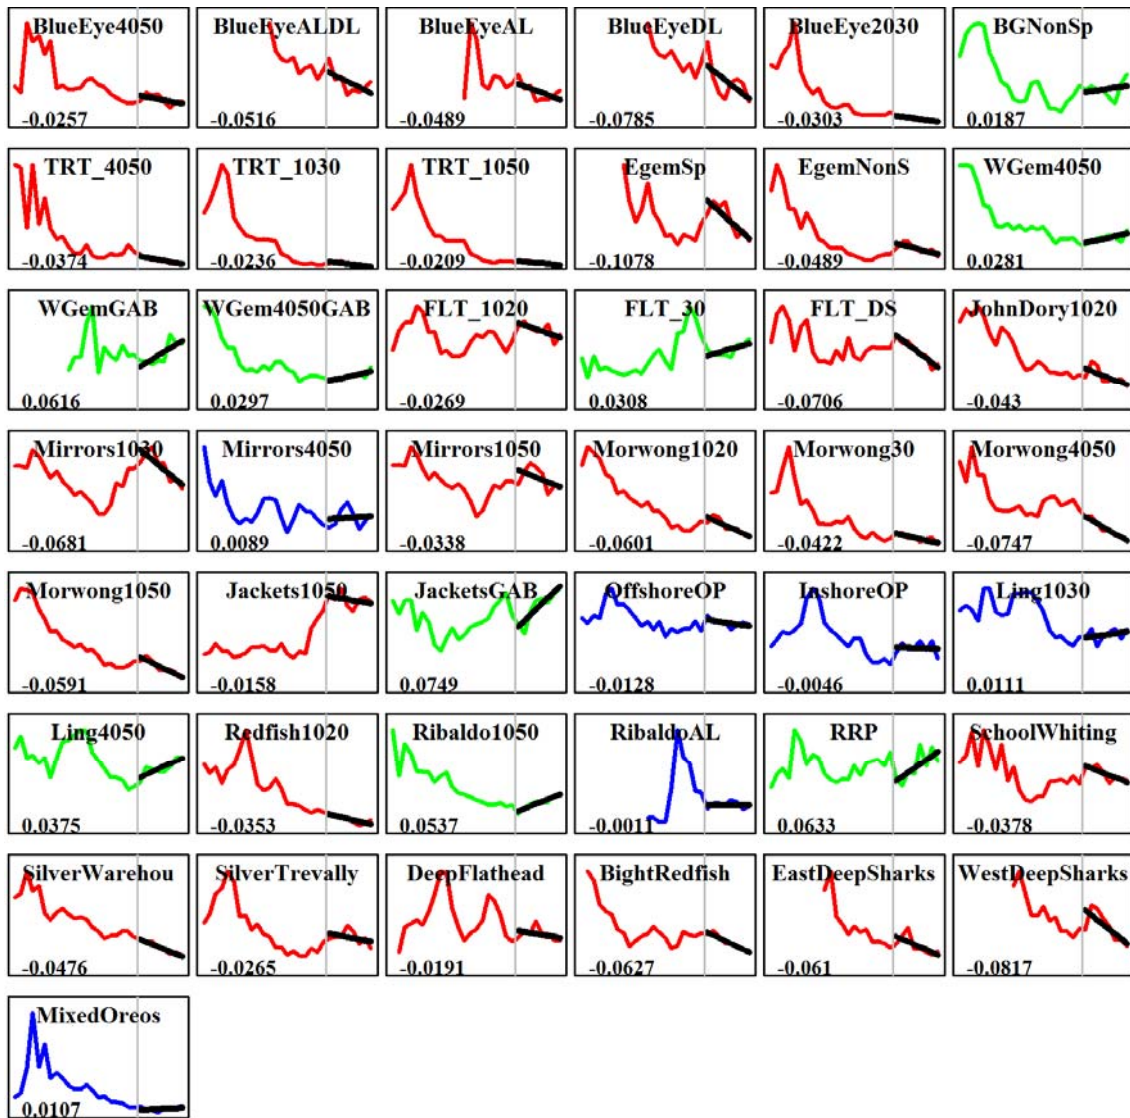 BlueEye4050 BlueEyeALDL BlueEyeAL BlueEyeDL BlueEye2030 BGNonSp
-0.0257 -0.0516 -0.0489 -0.0785 -0.0303 0.0187
TRT_4050 TRT_1030 TRT_1050 EgemSp EgemNonS WGem4050
-0.0374 -0.0236 -0.0209 -0.1078 -0.0489 0.0281
WGemGAB WGem4050GAB FLT_1020 FLT_30 FLT_DS JohnDory1020
0.0616 0.0297 -0.0269 0.0308 -0.0706 -0.043
Mirrors1030 Mirrors4050 Mirrors1050 Morwong1020 Morwong30 Morwong4050
-0.0681 0.0089 -0.0338 -0.0601 -0.0422 -0.0747
Morwong1050 Jackets1050 JacketsGAB OffshoreOP InshoreOP Ling1030
-0.0591 -0.0158 0.0749 -0.0128 -0.0046 0.0111
Ling4050 Redfish1020 Ribaldo1050 RibaldoAL RRP SchoolWhiting
0.0375 -0.0353 0.0537 -0.0011 0.0633 -0.0378
SilverWarehou SilverTrevally DeepFlathead BightRedfish EastDeepSharks WestDeepSharks
-0.0476 -0.0265 -0.0191 -0.0627 -0.061 -0.0817
MixedOreos
0.0107